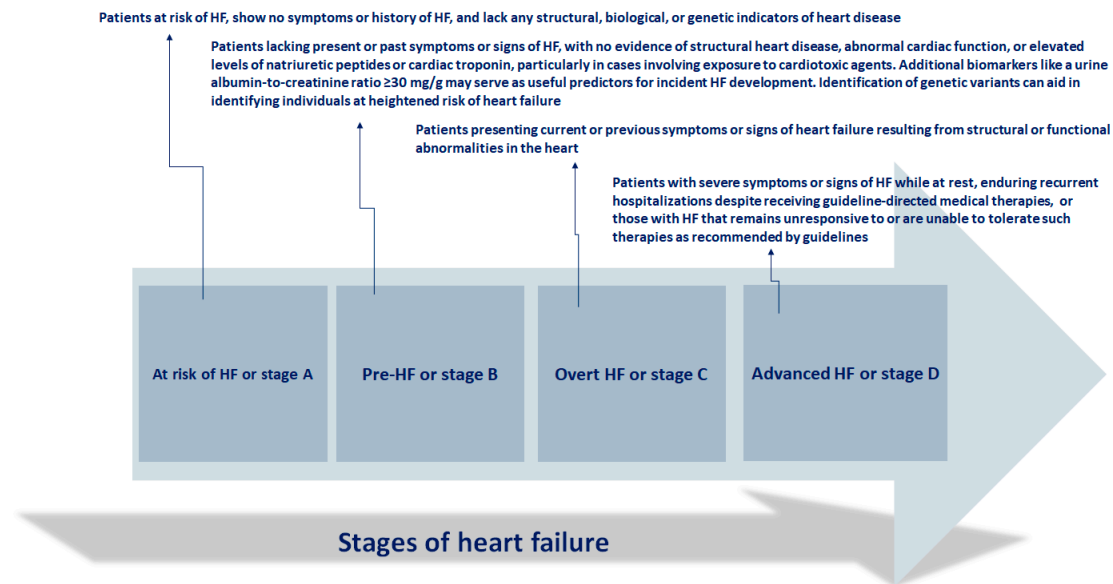 Patients at risk of HF, show no symptoms or history of HF, and lack any structural, biological, or genetic indicators of heart disease
Patients lacking present or past symptoms or signs of HF, with no evidence of structural heart disease, abnormal cardiac function, or elevated
levels of natriuretic peptides or cardiac troponin, particularly in cases involving exposure to cardiotoxic agents. Additional biomarkers like a urine
albumin-to-creatinine ratio ≥30 mg/g may serve as useful predictors for incident HF development. Identification of genetic variants can aid in
identifying individuals at heightened risk of heart failure
Patients presenting current or previous symptoms or signs of heart failure resulting from structural or functional
abnormalities in the heart
Patients with severe symptoms or signs of HF while at rest, enduring recurrent
hospitalizations despite receiving guideline-directed medical therapies, or
those with HF that remains unresponsive to or are unable to tolerate such
therapies as recommended by guidelines
At risk of HF or stage A
Pre-HF or stage B
Overt HF or stage C
Advanced HF or stage D
Stages of heart failure